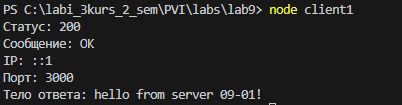 PS C:\labi_3kurs_2_sem\PVI\labs\lab9> node client1
Статус: 200
Сообщение: OK
IP: ::1
Порт: 3000
Тело ответа: hello from server 09-01!